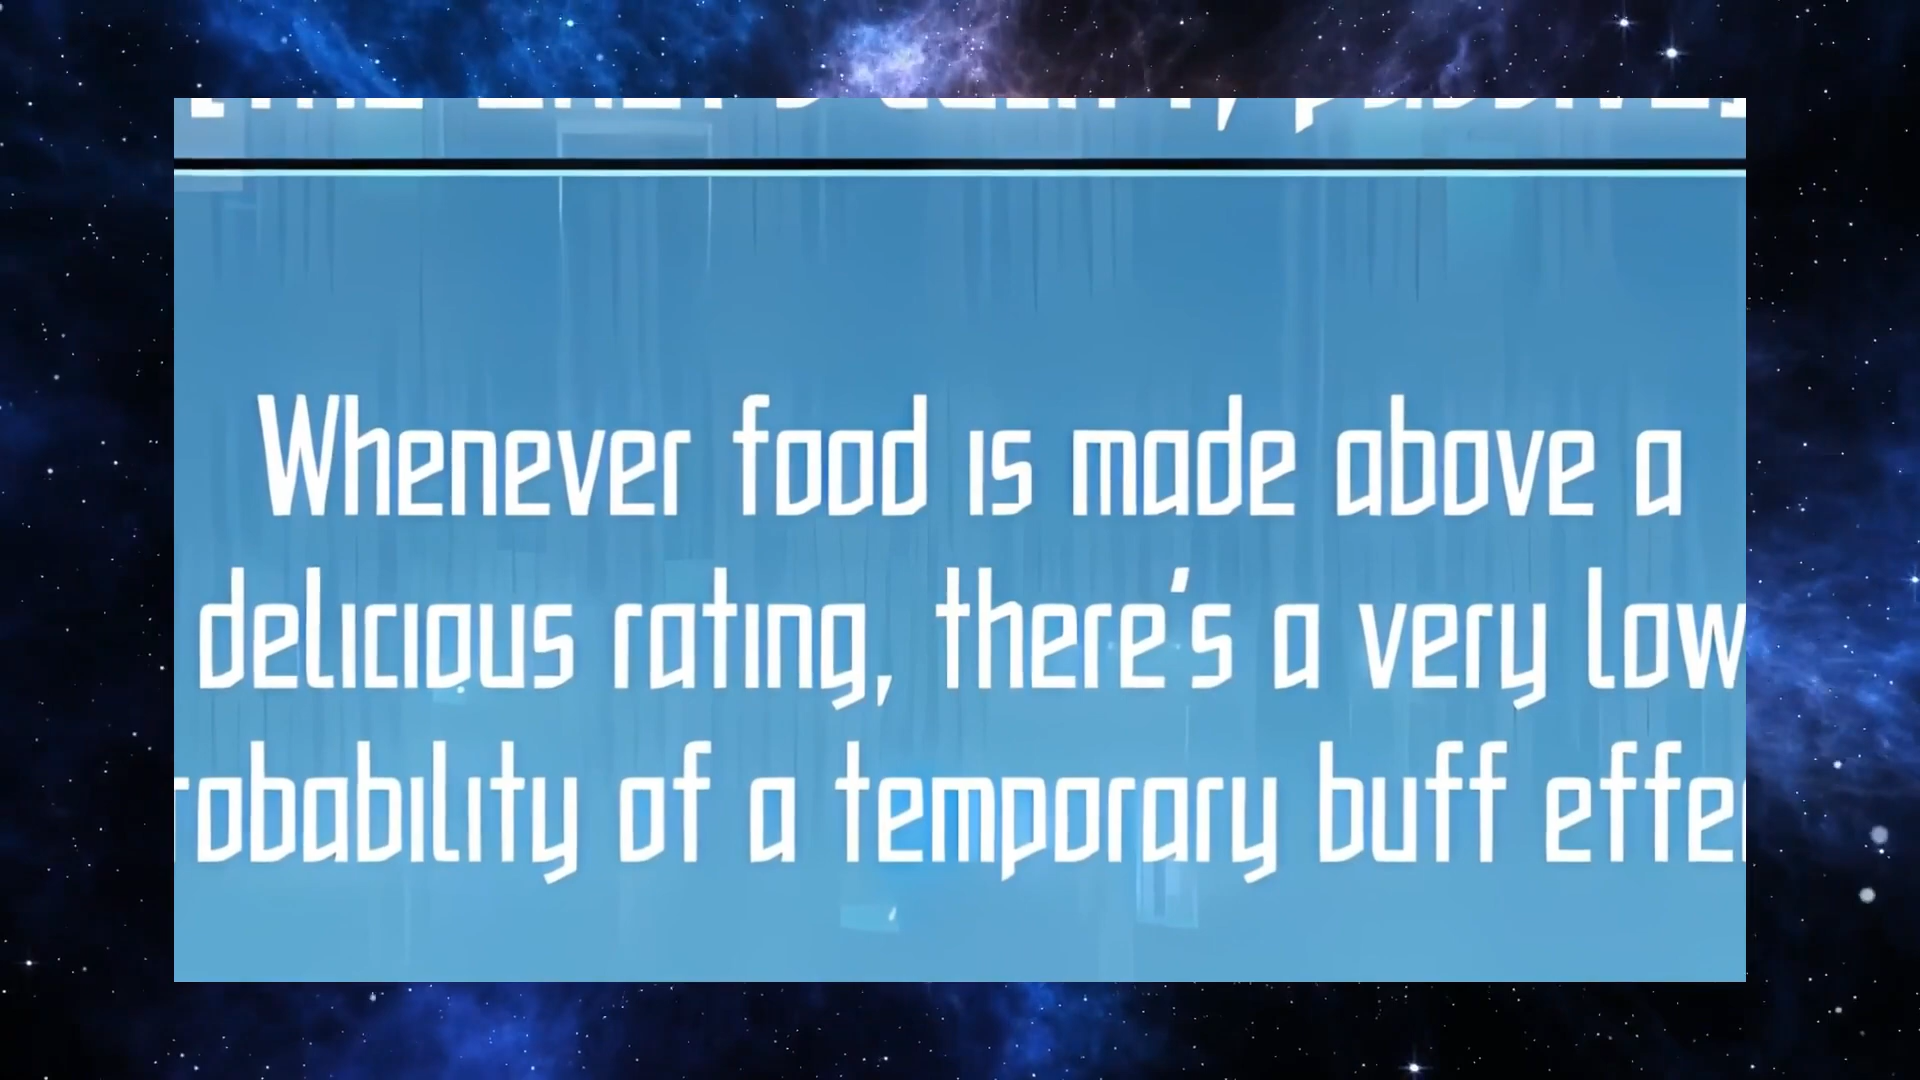 Whenever food is made above a
delicious rating, there's a very low
robability of a temporary buff effe